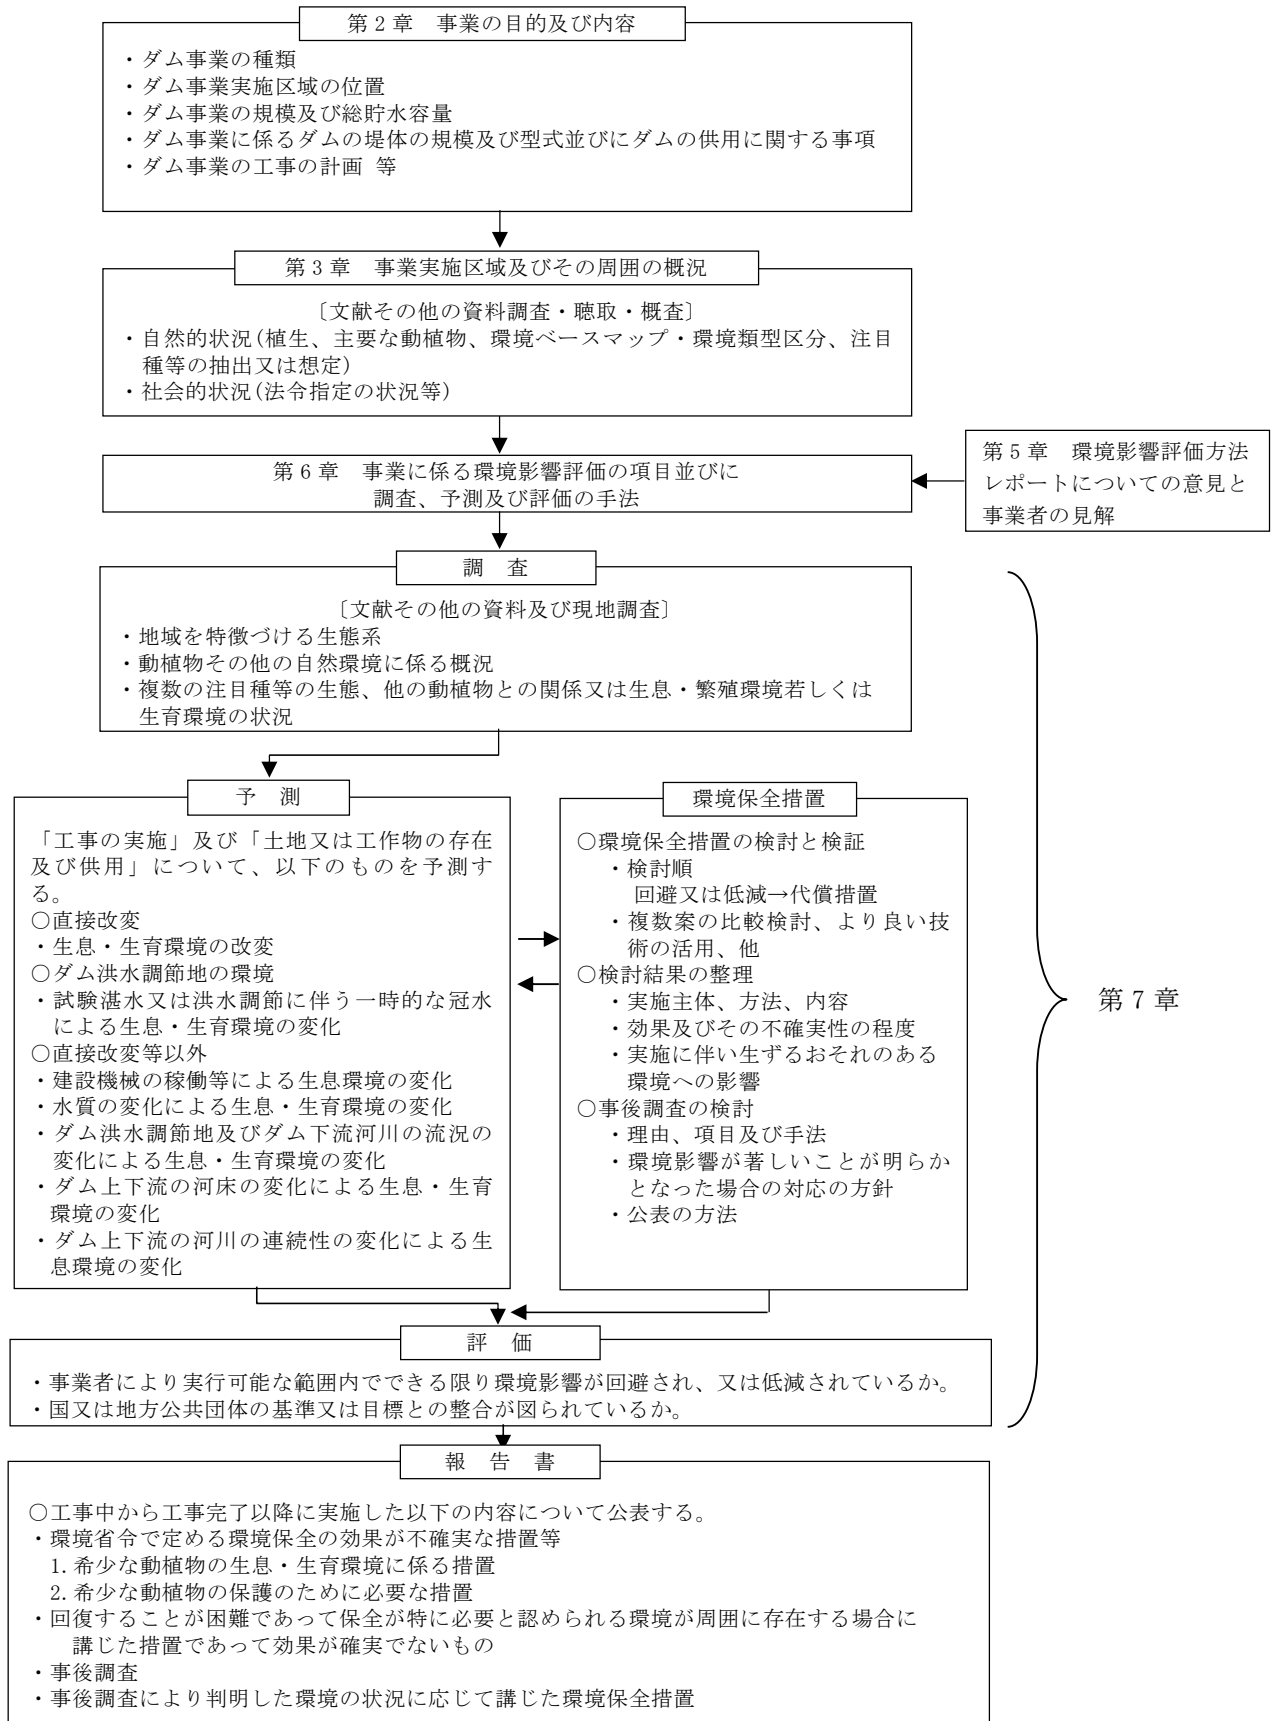 第2章 事業の目的及び内容
・ダム事業の種類
・ダム事業実施区域の位置
・ダム事業の規模及び総貯水容量
・ダム事業に係るダムの堤体の規模及び型式並びにダムの供用に関する事項
・ダム事業の工事の計画 等
第3章 事業実施区域及びその周囲の概況
〔文献その他の資料調査・聴取・概査〕
・自然的状況(植生、主要な動植物、環境ベースマップ・環境類型区分、注目
種等の抽出又は想定)
・社会的状況(法令指定の状況等)
第6章 事業に係る環境影響評価の項目並びに
調査、予測及び評価の手法
第5章 環境影響評価方法
レポートについての意見と
事業者の見解
調 査
〔文献その他の資料及び現地調査〕
・地域を特徴づける生態系
・動植物その他の自然環境に係る概況
・複数の注目種等の生態、他の動植物との関係又は生息・繁殖環境若しくは
生育環境の状況
予 測
「工事の実施」及び「土地又は工作物の存在
及び供用」について、以下のものを予測す
る。
○直接改変
・生息・生育環境の改変
○ダム洪水調節地の環境
・試験湛水又は洪水調節に伴う一時的な冠水
による生息・生育環境の変化
○直接改変等以外
・建設機械の稼働等による生息環境の変化
・水質の変化による生息・生育環境の変化
・ダム洪水調節地及びダム下流河川の流況の
変化による生息・生育環境の変化
・ダム上下流の河床の変化による生息・生育
環境の変化
・ダム上下流の河川の連続性の変化による生
息環境の変化
環境保全措置
○環境保全措置の検討と検証
・検討順
回避又は低減→代償措置
・複数案の比較検討、より良い技
術の活用、他
○検討結果の整理
・実施主体、方法、内容
・効果及びその不確実性の程度
・実施に伴い生ずるおそれのある
環境への影響
○事後調査の検討
・理由、項目及び手法
・環境影響が著しいことが明らか
となった場合の対応の方針
・公表の方法
第7章
評 価
・事業者により実行可能な範囲内でできる限り環境影響が回避され、又は低減されているか。
・国又は地方公共団体の基準又は目標との整合が図られているか。
報 告 書
○工事中から工事完了以降に実施した以下の内容について公表する。
・環境省令で定める環境保全の効果が不確実な措置等
1.希少な動植物の生息・生育環境に係る措置
2.希少な動植物の保護のために必要な措置
・回復することが困難であって保全が特に必要と認められる環境が周囲に存在する場合に
講じた措置であって効果が確実でないもの
・事後調査
・事後調査により判明した環境の状況に応じて講じた環境保全措置